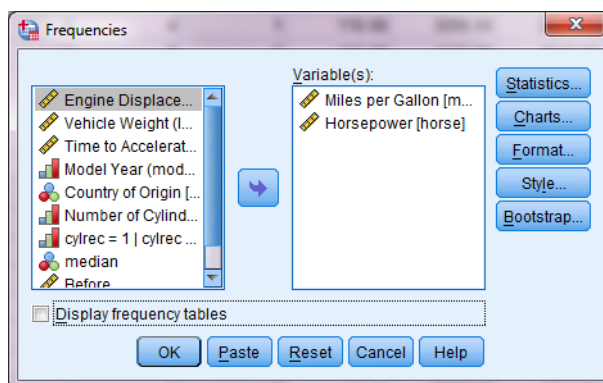 Frequencies
Variable(s):
Engine Displace...
Vehicle Weight (l...
Time to Accelerat...
Model Year (mod...
Country of Origin [...
Number of Cylind...
cylrec = 1 | cylrec ...
median
Before
Miles per Gallon [m...
Horsepower [horse]
Statistics...
Charts...
Format...
Style...
Bootstrap...
Display frequency tables
OK
Paste
Reset
Cancel
Help